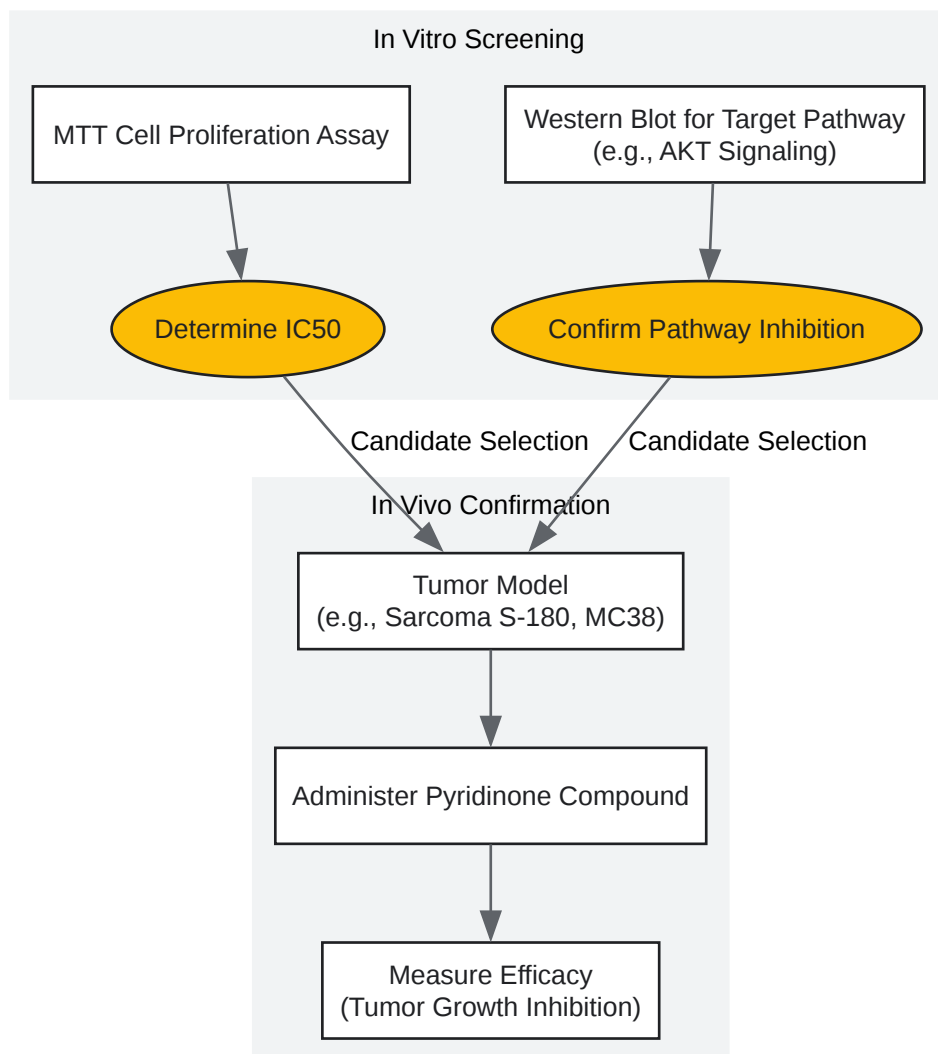 In Vitro Screening
MTT Cell Proliferation Assay
Western Blot for Target Pathway
(e.g., AKT Signaling)
Determine IC50
Confirm Pathway Inhibition
Candidate Selection
Candidate Selection
In Vivo Confirmation
Tumor Model
(e.g., Sarcoma S-180, MC38)
Administer Pyridinone Compound
Measure Efficacy
(Tumor Growth Inhibition)